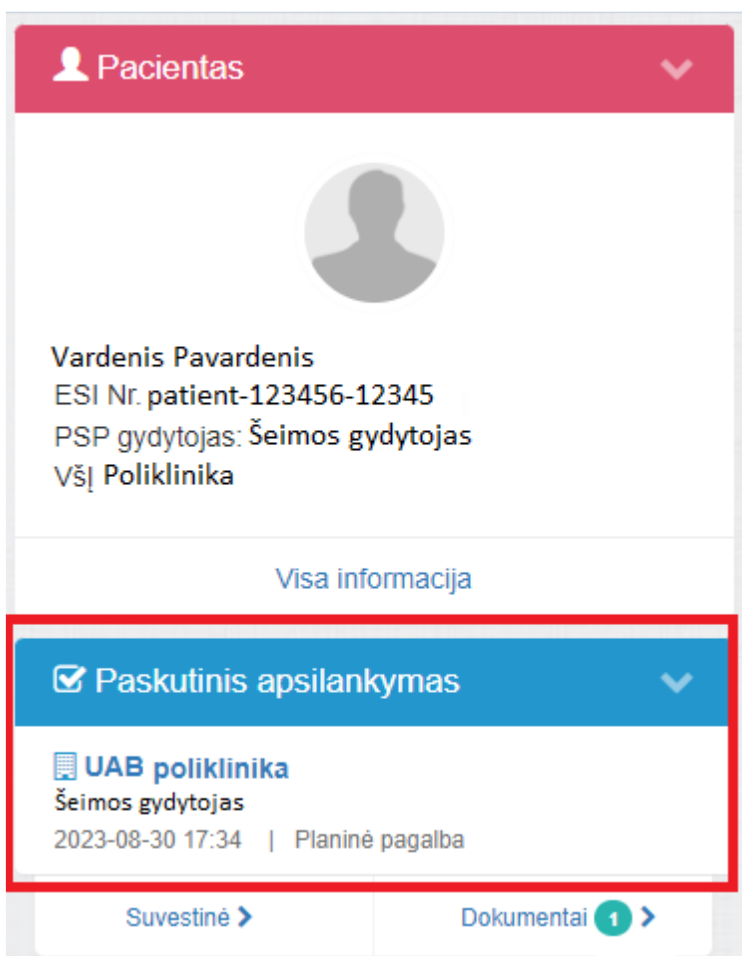 Pacientas
Vardenis Pavardenis
ESI Nr. patient-123456-12345
PSP gydytojas: Šeimos gydytojas
VšĮ Poliklinika
Visa informacija
Paskutinis apsilankymas
UAB poliklinika
Šeimos gydytojas
2023-08-30 17:34 | Planinė pagalba
Suvestinė
Dokumentai 1